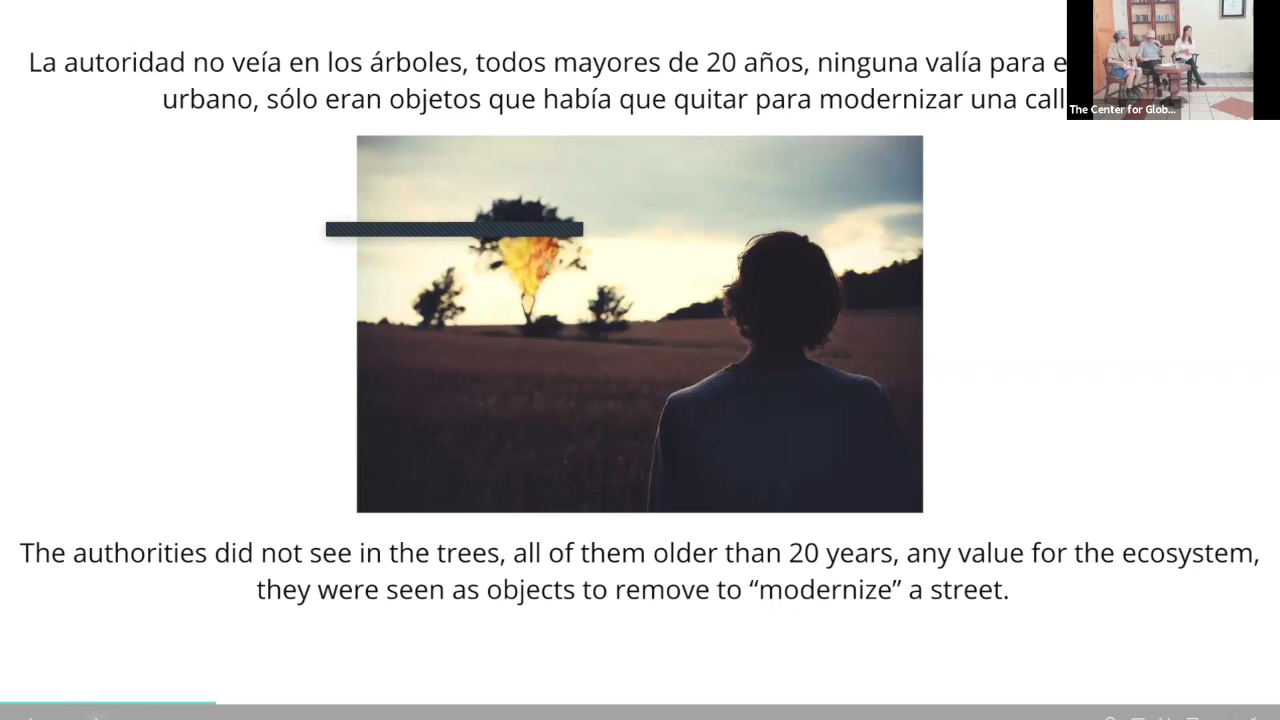 La autoridad no veía en los árboles, todos mayores de 20 años, ninguna valía para
urbano, sólo eran objetos que había que quitar para modernizar una
The Center for Glob...
The authorities did not see in the trees, all of them older than 20 years, any value for the ecosystem,
they were seen as objects to remove to “modernize” a street.